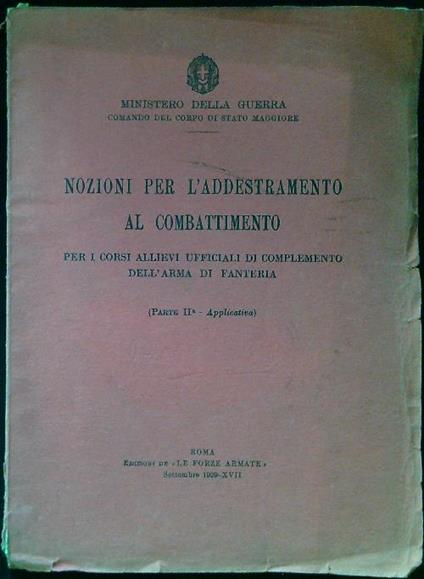 MINISTERO DELLA GUERRA
COMANDO DEL CORPO DI STATO MAGGIORE
NOZIONI PER L'ADDESTRAMENTO
AL COMBATTIMENTO
PER I CORSI ALLIEVI UFFICIALI DI COMPLEMENTO
DELL'ARMA DI FANTERIA
(PARTE IIª - Applicativa)
ROMA
EDIZIONI DE «LE FORZE ARMATE»
Settembre 1939-XVII